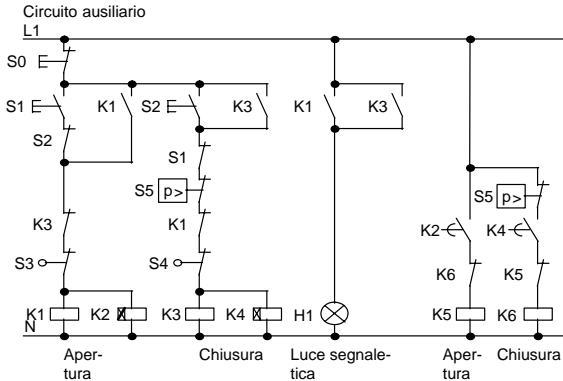 Circuito ausiliario
L1
S0
S1 K1 S2 K3 K1 K3
S2
S1
S5 p> S5 p>
K3 K1 K2 K4
S3 S4 K6 K5
K1 K2 K3 K4 H1 K5 K6
N
Aper- Chiusura Luce segnale- Aper- Chiusura
tura tica tura